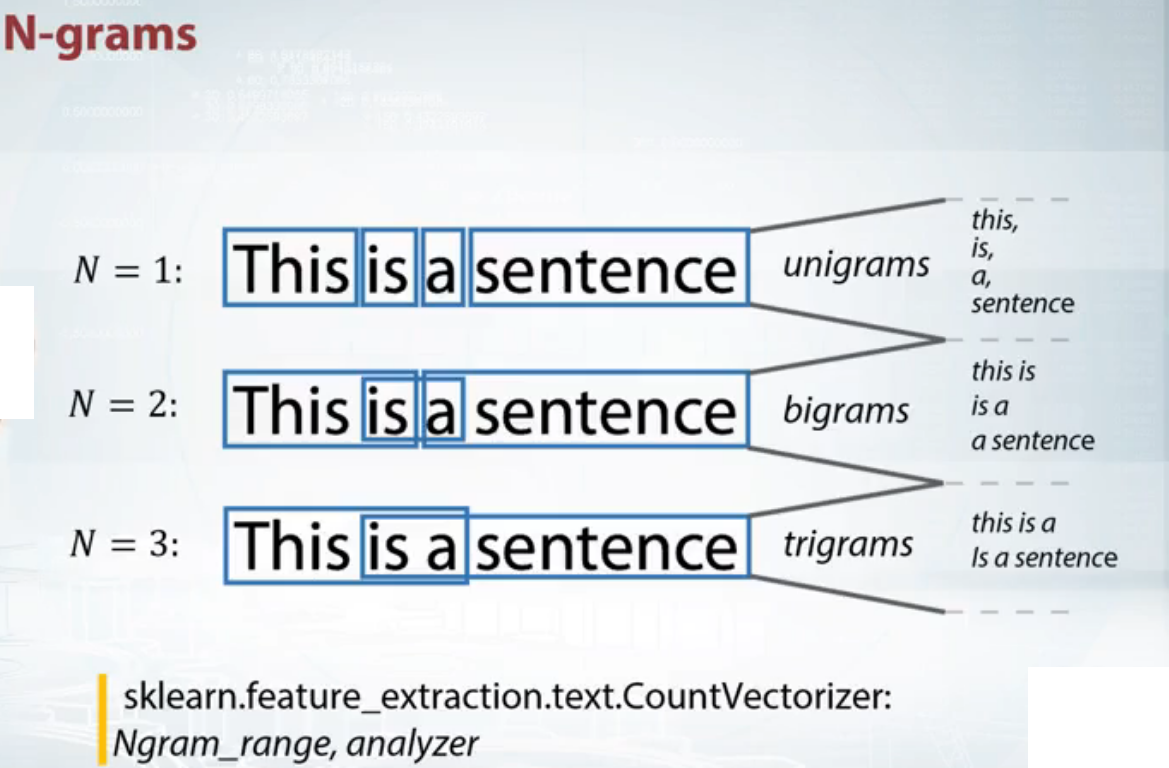 N-grams
N = 1:
This is a sentence
unigrams
this,
is,
a,
sentence
N = 2:
This is a sentence
bigrams
this is
is a
a sentence
N = 3:
This is a sentence
trigrams
this is a
Is a sentence
sklearn.feature_extraction.text.CountVectorizer:
Ngram_range, analyzer